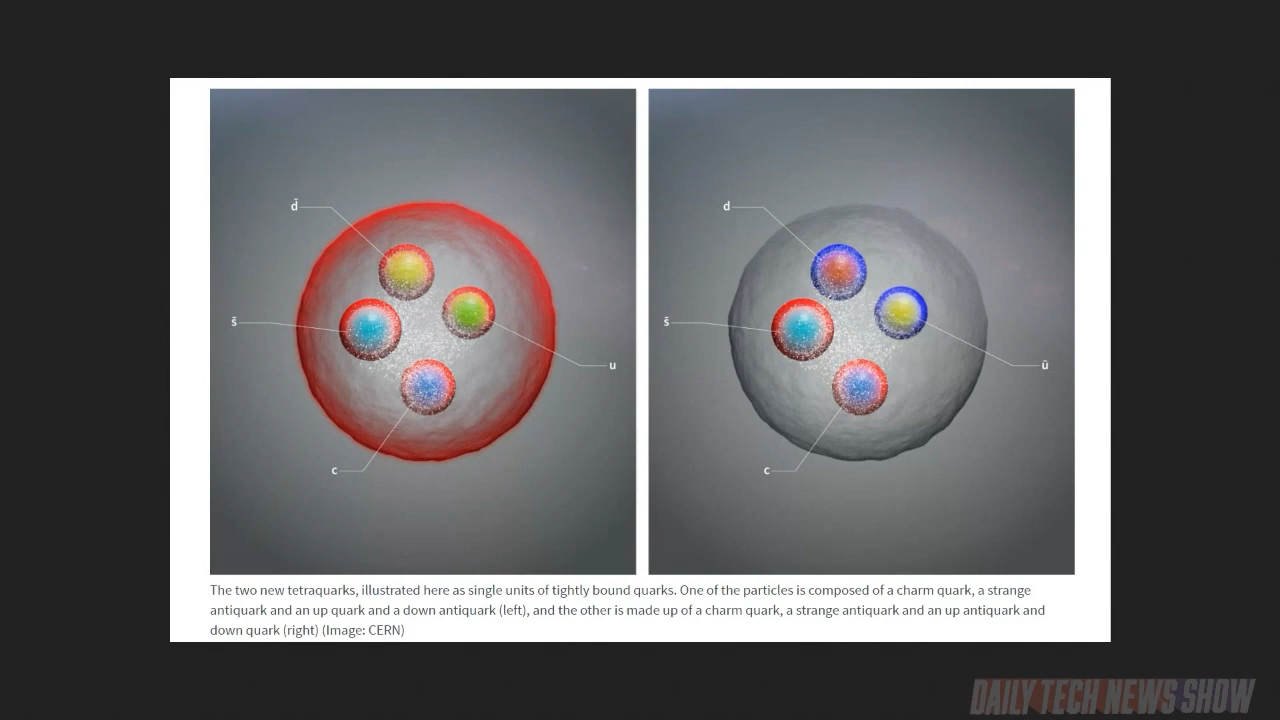 d̄
s̄
u
c
d
s̄
ū
c
The two new tetraquarks, illustrated here as single units of tightly bound quarks. One of the particles is composed of a charm quark, a strange
antiquark and an up quark and a down antiquark (left), and the other is made up of a charm quark, a strange antiquark and an up antiquark and
down quark (right) (Image: CERN)
DAILY TECH NEWS SHOW